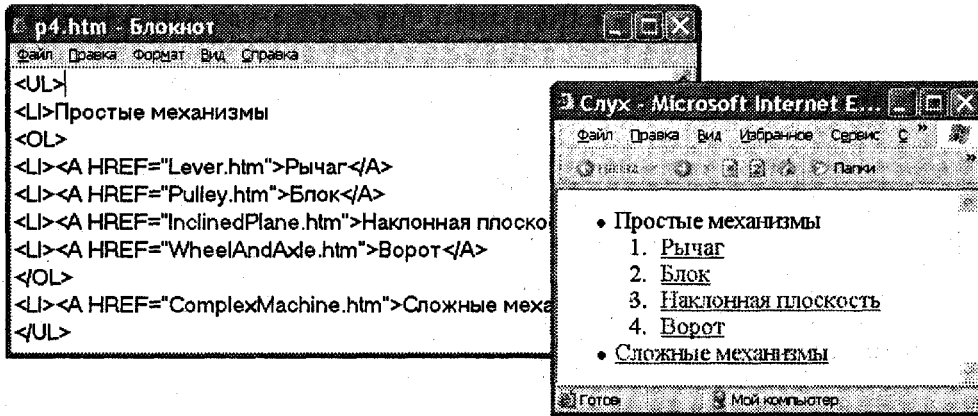 p4.htm - Блокнот
Файл Правка Формат Вид Справка
<UL>
<LI>Простые механизмы
<OL>
<LI><A HREF="Lever.htm">Рычаг</A>
<LI><A HREF="Pulley.htm">Блок</A>
<LI><A HREF="InclinedPlane.htm">Наклонная плоско
<LI><A HREF="WheelAndAxle.htm">Ворот</A>
</OL>
<LI><A HREF="ComplexMachine.htm">Сложные меха
</UL>
Слух - Microsoft Internet E...
Файл Правка Вид Избранное Сервис С »
Папки »
• Простые механизмы
1. Рычаг
2. Блок
3. Наклонная плоскость
4. Ворот
• Сложные механизмы
Готово Мой компьютер